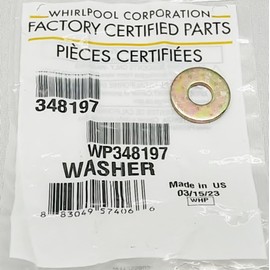 WHIRLPOOL CORPORATION
FACTORY CERTIFIED PARTS
PIÈCES CERTIFIÉES
348197
WP348197
WASHER
Made in US
03/15/23
WHP
8 83049 57406 6